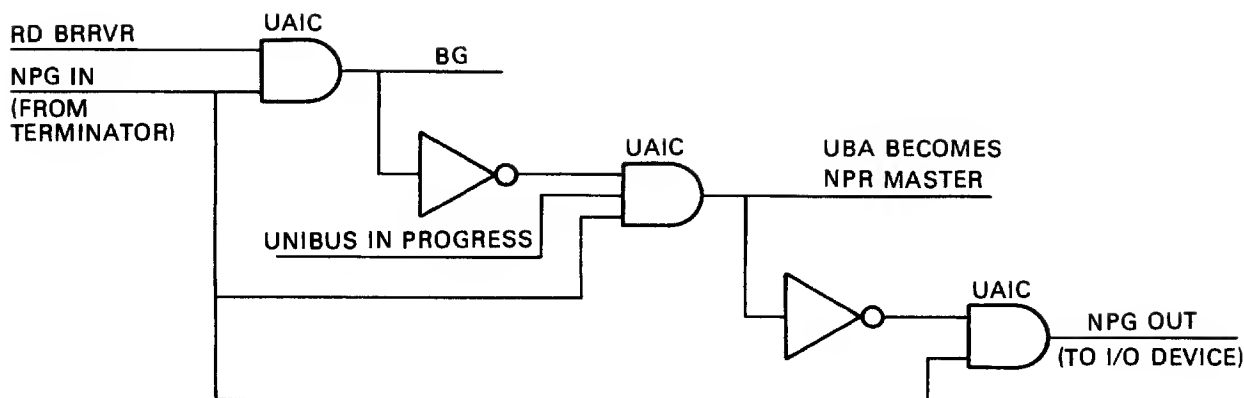 UAIC
RD BRRVR
BG
NPG IN
(FROM
TERMINATOR)
UAIC
UBA BECOMES
NPR MASTER
UNIBUS IN PROGRESS
UAIC
NPG OUT
(TO I/O DEVICE)